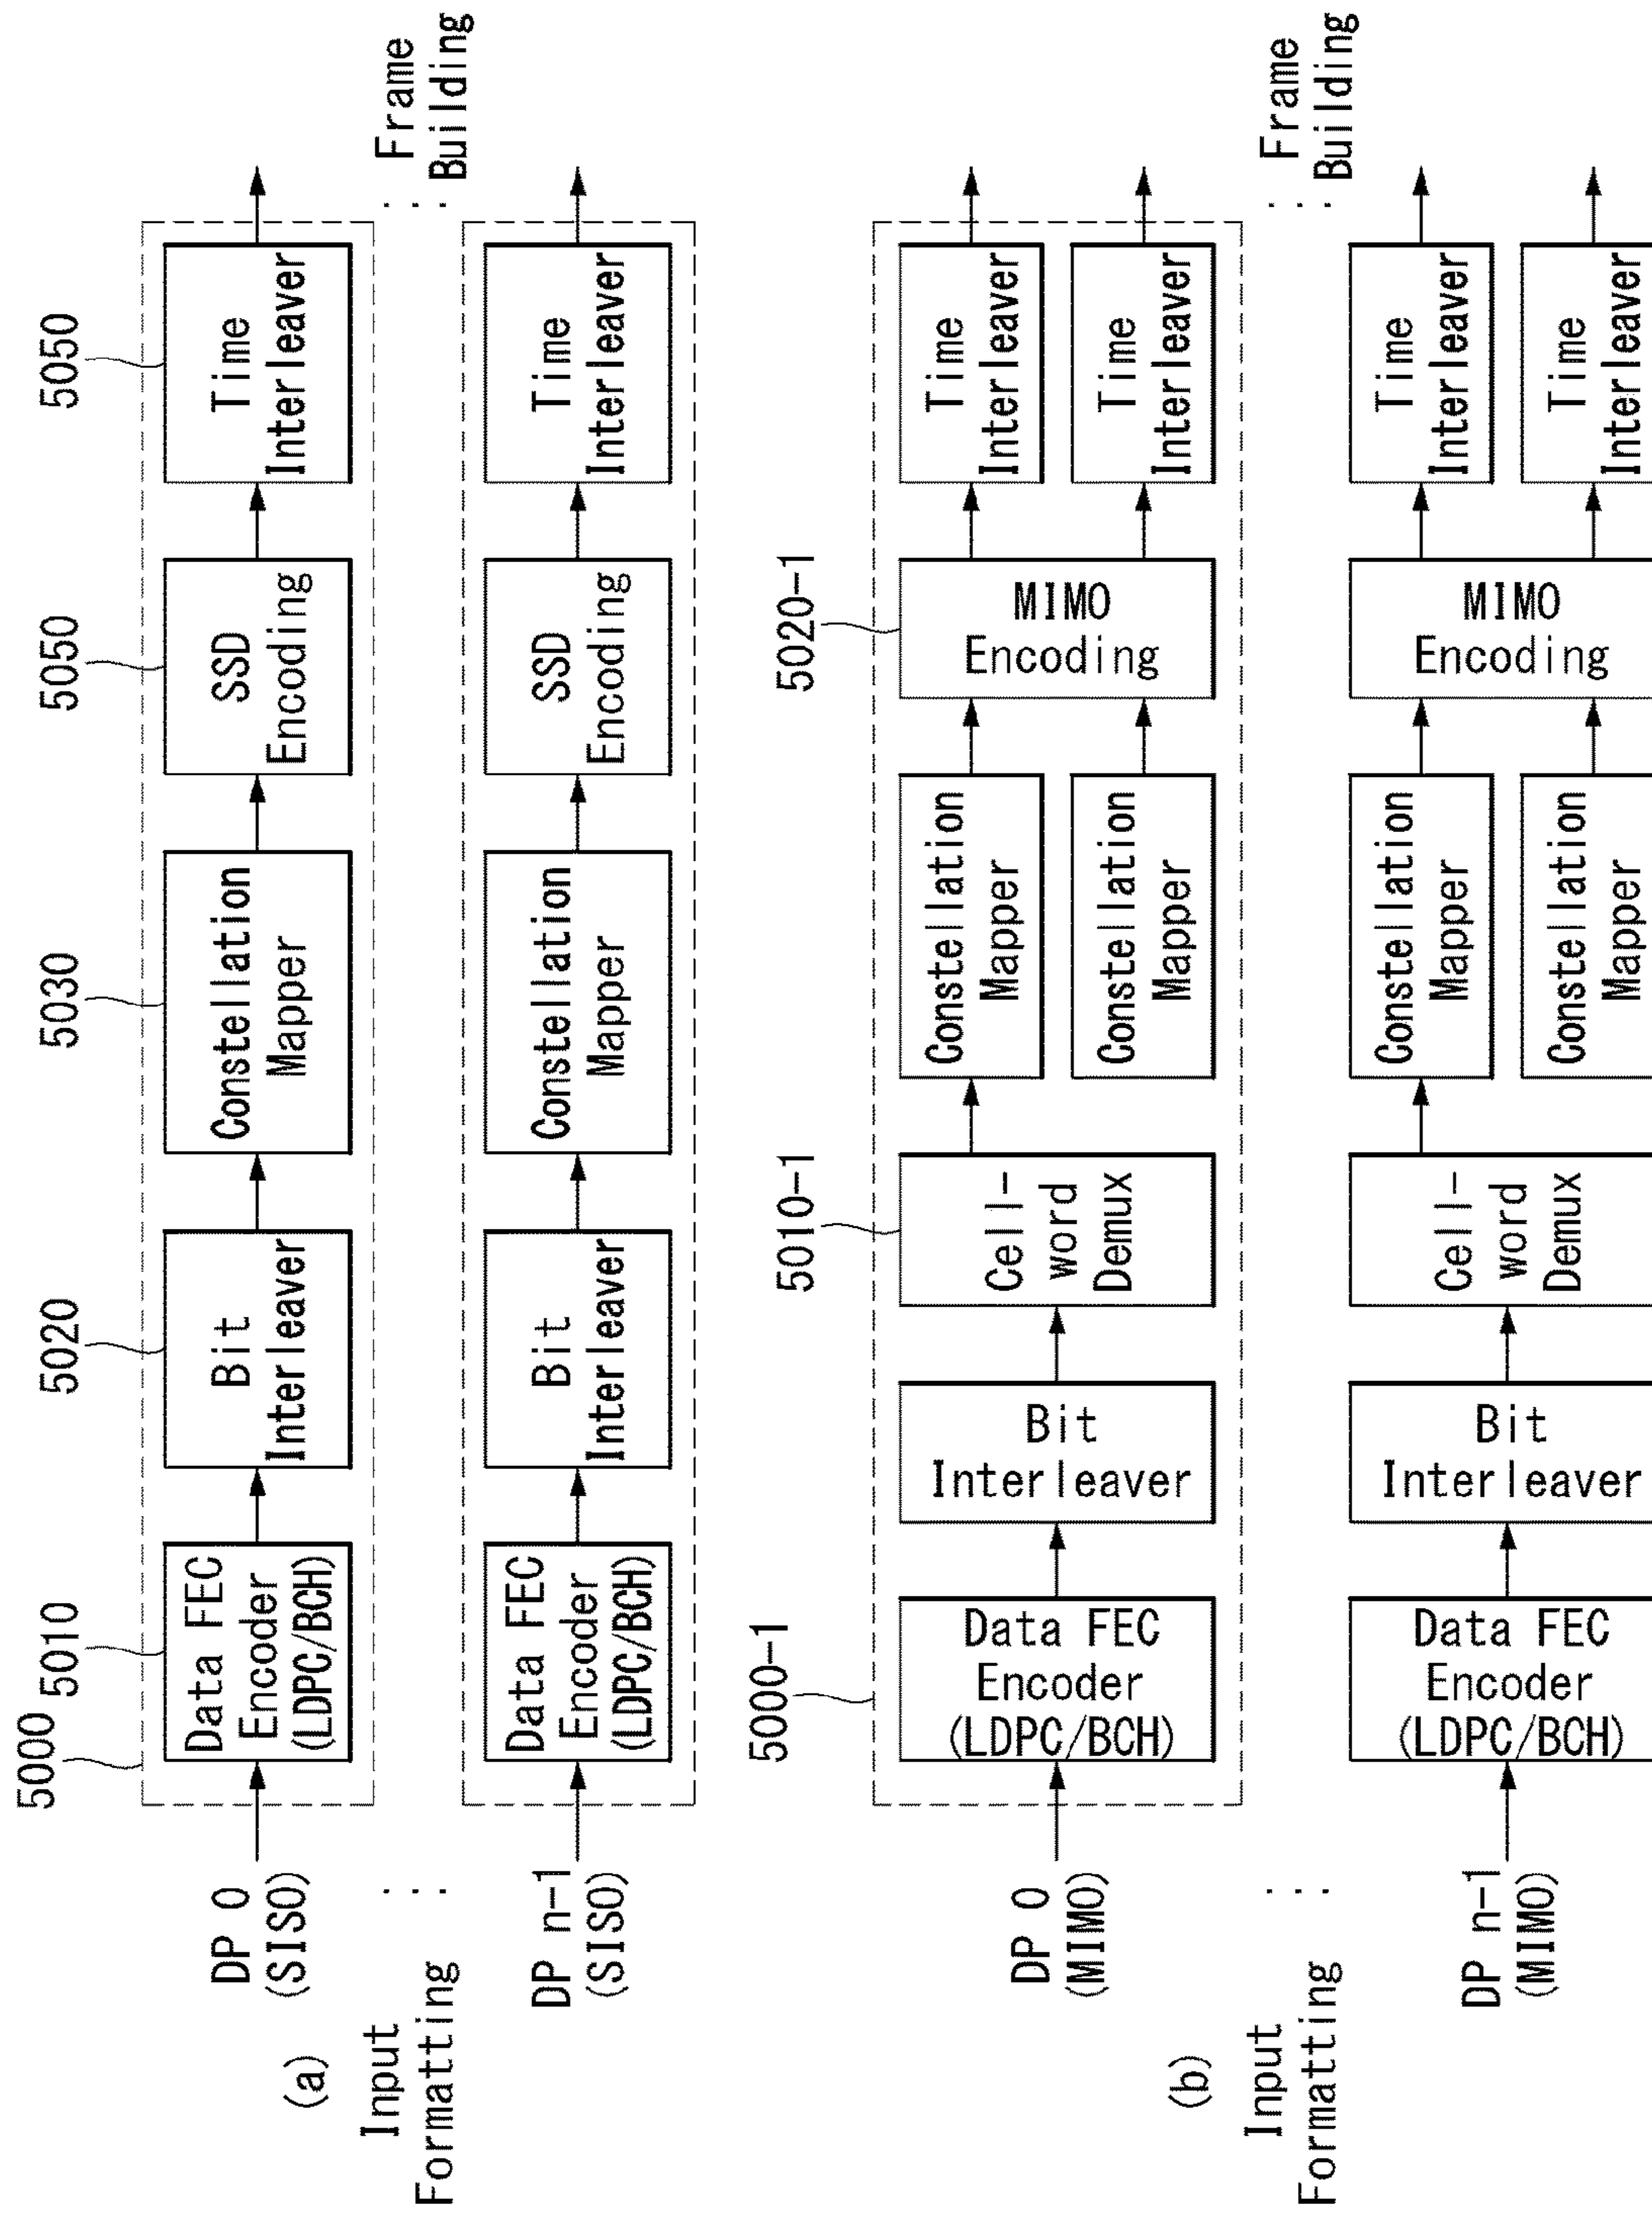 (a)
Input
Formatting
DP 0
(SISO)
⋮
DP n-1
(SISO)
5000
5010
5020
5030
5050
5050
Data FEC
Encoder
(LDPC/BCH)
Bit
Interleaver
Constellation
Mapper
SSD
Encoding
Time
Interleaver
Data FEC
Encoder
(LDPC/BCH)
Bit
Interleaver
Constellation
Mapper
SSD
Encoding
Time
Interleaver
⋮
Frame
Building
(b)
Input
Formatting
DP 0
(MIMO)
⋮
DP n-1
(MIMO)
5000-1
5010-1
5020-1
Data FEC
Encoder
(LDPC/BCH)
Bit
Interleaver
Cell-
word
Demux
Constellation
Mapper
Constellation
Mapper
MIMO
Encoding
Time
Interleaver
Time
Interleaver
Data FEC
Encoder
(LDPC/BCH)
Bit
Interleaver
Cell-
word
Demux
Constellation
Mapper
Constellation
Mapper
MIMO
Encoding
Time
Interleaver
Time
Interleaver
⋮
Frame
Building